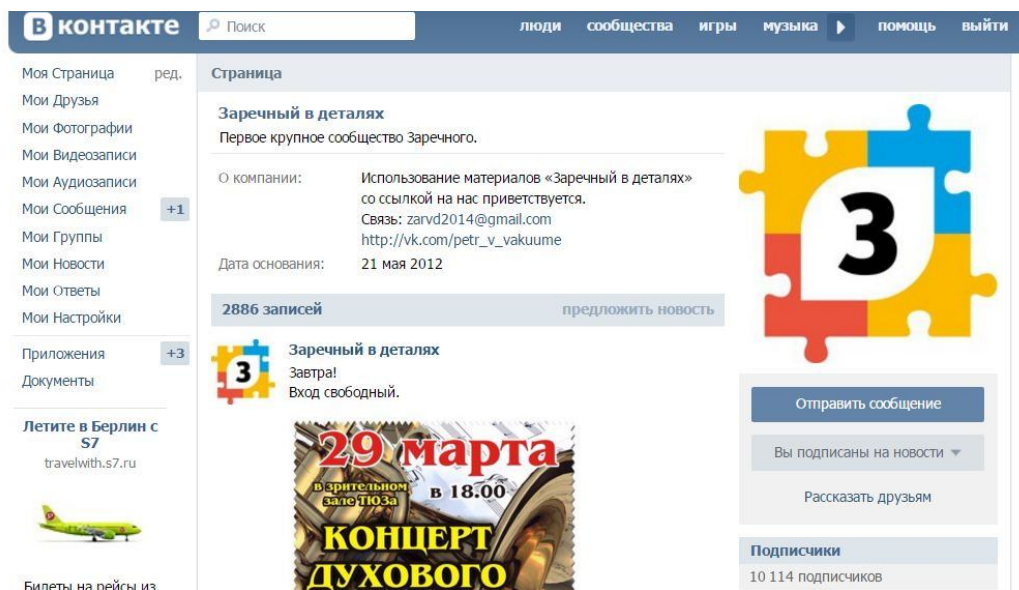 В контакте
Поиск
люди сообщества игры музыка помощь выйти
Моя Страница ред.
Мои Друзья
Мои Фотографии
Мои Видеозаписи
Мои Аудиозаписи
Мои Сообщения +1
Мои Группы
Мои Новости
Мои Ответы
Мои Настройки
Приложения +3
Документы
Летите в Берлин с
S7
travelwith.s7.ru
Билеты на рейсы из
Страница
Заречный в деталях
Первое крупное сообщество Заречного.
О компании: Использование материалов «Заречный в деталях»
со ссылкой на нас приветствуется.
Связь: zarvd2014@gmail.com
http://vk.com/petr_v_vakuume
Дата основания: 21 мая 2012
2886 записей предложить новость
З
Заречный в деталях
Завтра!
Вход свободный.
29 марта
в зрительном
зале ТЮЗа
в 18.00
КОНЦЕРТ
ДУХОВОГО
З
Отправить сообщение
Вы подписаны на новости
Рассказать друзьям
Подписчики
10 114 подписчиков